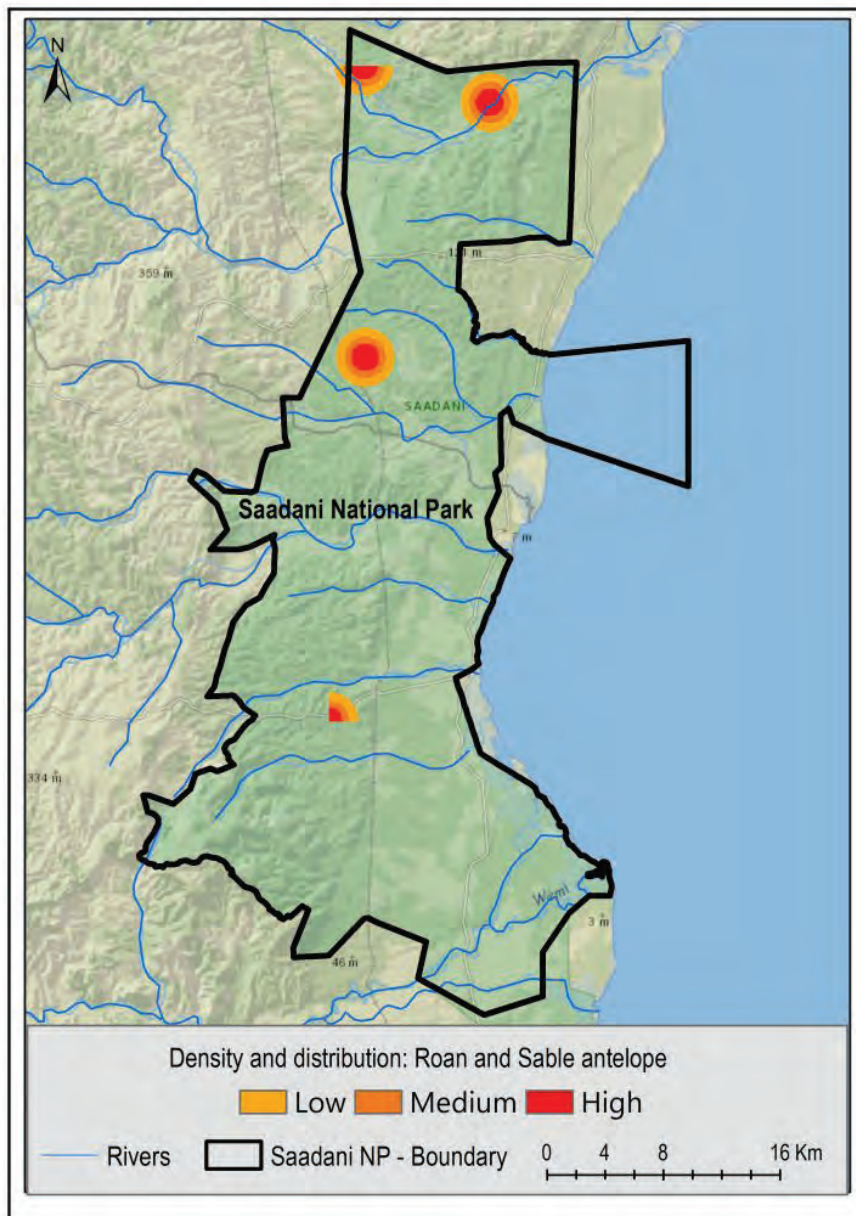 N
131 m
359 m
SAADANI
Saadani National Park
7 m
334 m
Wami
3 m
46 m
Density and distribution: Roan and Sable antelope
Low Medium High
Rivers Saadani NP - Boundary 0 4 8 16 Km